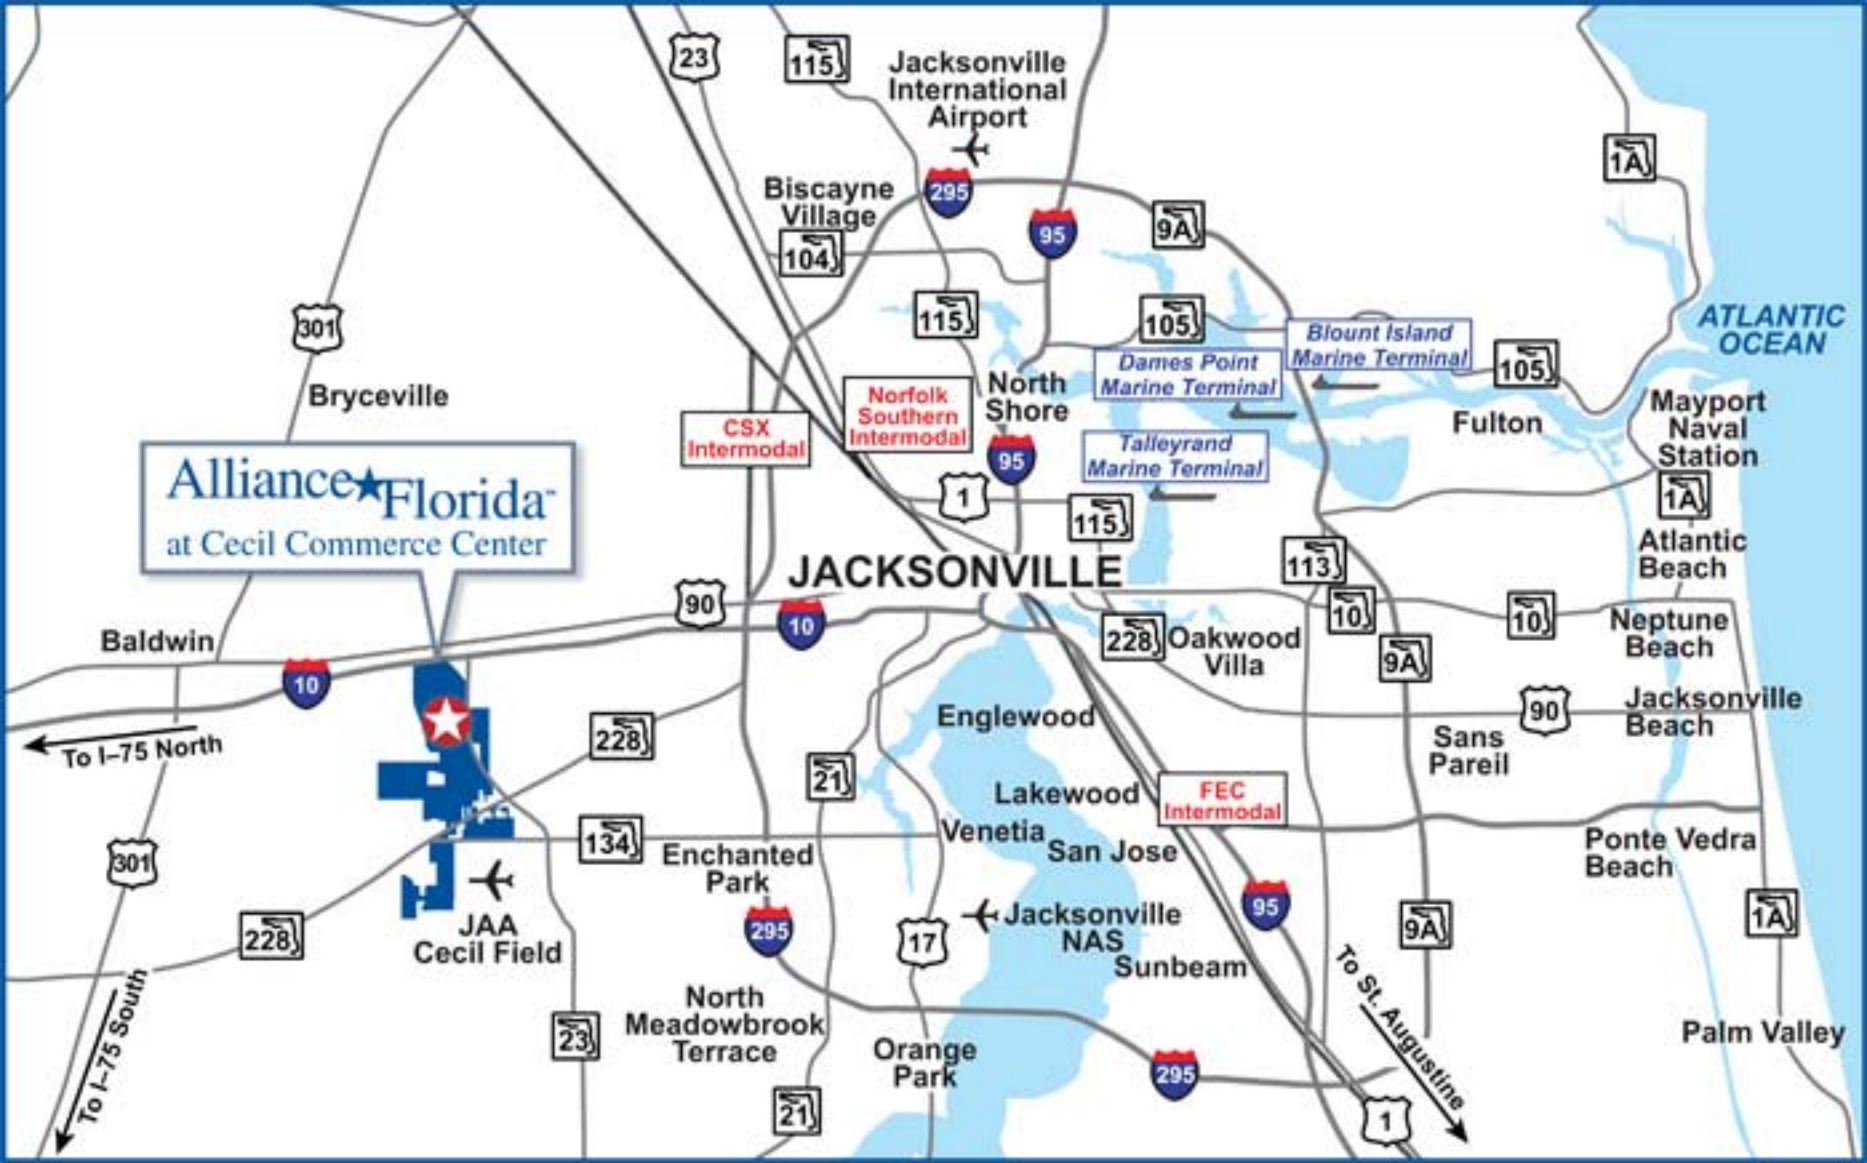 23
115
Jacksonville
International
Airport
1A
295
Biscayne
Village
95
9A
104
301
115
105
Blount Island
Marine Terminal
ATLANTIC
OCEAN
Dames Point
Marine Terminal
105
Bryceville
North
Shore
Norfolk
Southern
Intermodal
Mayport
Naval
Station
Fulton
CSX
Intermodal
Talleyrand
Marine Terminal
95
Alliance★Florida™
at Cecil Commerce Center
1
115
1A
Atlantic
Beach
JACKSONVILLE
113
90
10
10
10
Neptune
Beach
Baldwin
228
Oakwood
Villa
9A
10
Englewood
90
Jacksonville
Beach
To I-75 North
228
Sans
Pareil
21
Lakewood
FEC
Intermodal
301
134
Venetia
Enchanted
Park
San Jose
Ponte Vedra
Beach
228
JAA
Cecil Field
295
17
Jacksonville
NAS
95
9A
1A
Sunbeam
To I-75 South
23
North
Meadowbrook
Terrace
Orange
Park
295
To St. Augustine
Palm Valley
21
1